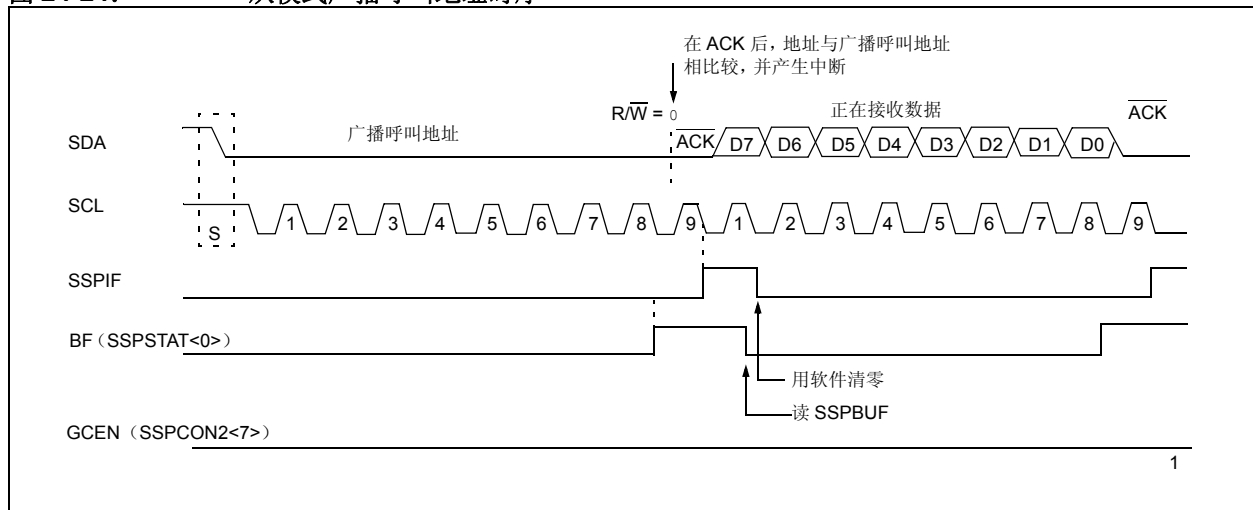 在 ACK 后，地址与广播呼叫地址
相比较，并产生中断
R/W = 0
正在接收数据
ACK
SDA
广播呼叫地址
ACK D7 D6 D5 D4 D3 D2 D1 D0
SCL
S 1 2 3 4 5 6 7 8 9 1 2 3 4 5 6 7 8 9
SSPIF
BF（SSPSTAT<0>）
用软件清零
读 SSPBUF
GCEN（SSPCON2<7>）
1